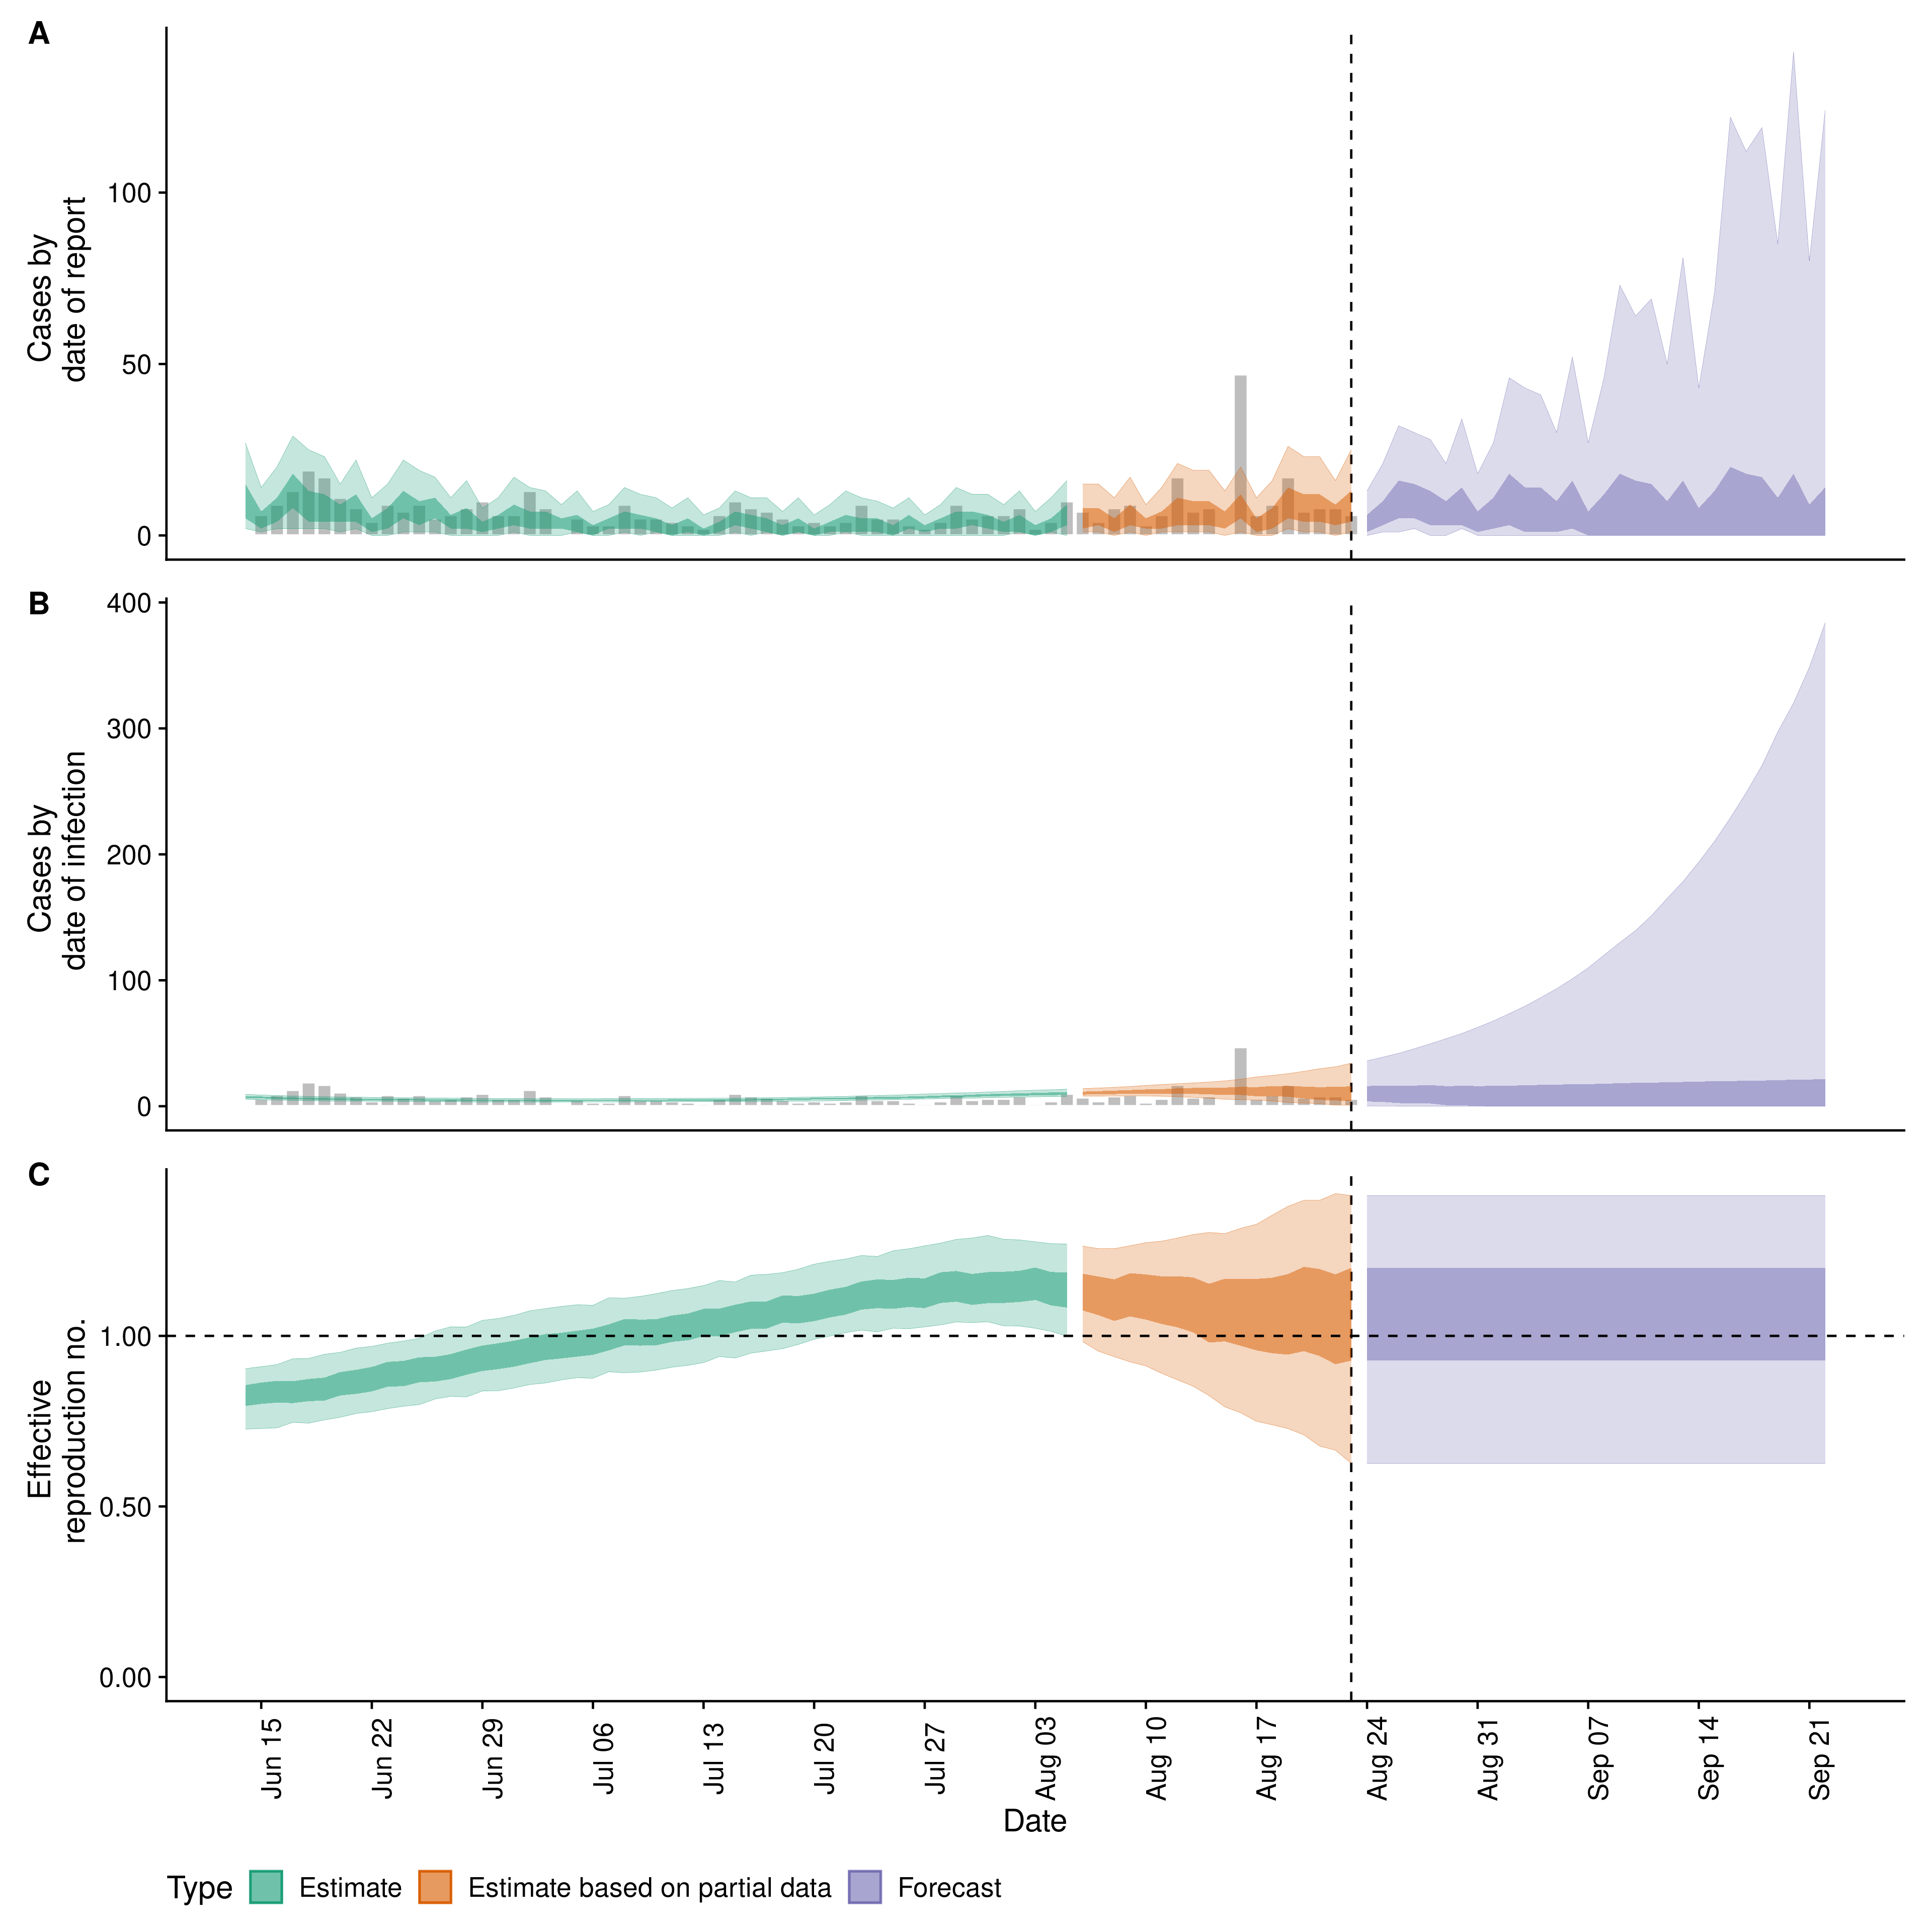 A
Cases by
date of report
100
50
0
B
Cases by
date of infection
400
300
200
100
0
C
Effective
reproduction no.
1.00
0.50
0.00
Jun 15
Jun 22
Jun 29
Jul 06
Jul 13
Jul 20
Jul 27
Aug 03
Aug 10
Aug 17
Aug 24
Aug 31
Sep 07
Sep 14
Sep 21
Date
Type Estimate Estimate based on partial data Forecast